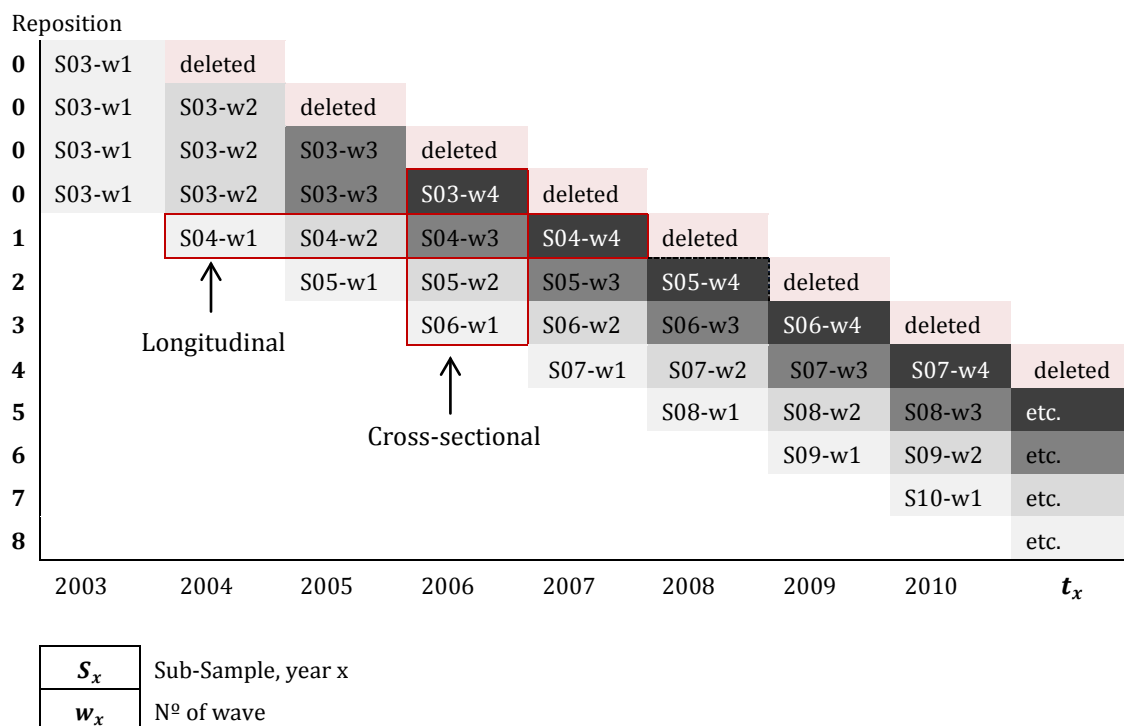 Reposition
0 S03-w1 deleted
0 S03-w1 S03-w2 deleted
0 S03-w1 S03-w2 S03-w3 deleted
0 S03-w1 S03-w2 S03-w3 S03-w4 deleted
1 S04-w1 S04-w2 S04-w3 S04-w4 deleted
2 S05-w1 S05-w2 S05-w3 S05-w4 deleted
3 S06-w1 S06-w2 S06-w3 S06-w4 deleted
Longitudinal
4 S07-w1 S07-w2 S07-w3 S07-w4 deleted
5 S08-w1 S08-w2 S08-w3 etc.
Cross-sectional
6 S09-w1 S09-w2 etc.
7 S10-w1 etc.
8 etc.
2003 2004 2005 2006 2007 2008 2009 2010 tx
Sx Sub-Sample, year x
wx Nº of wave